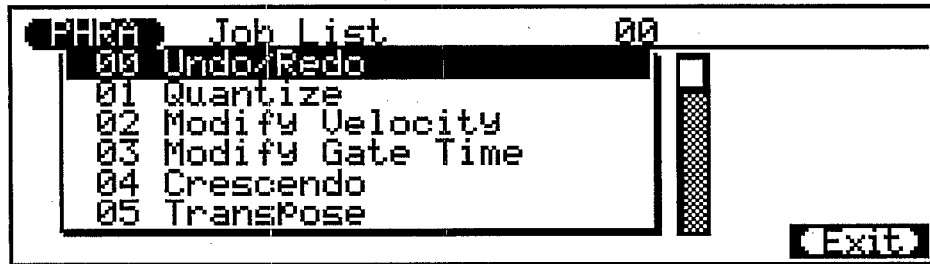 PHRA Job List 00
00 Undo/Redo
01 Quantize
02 Modify Velocity
03 Modify Gate Time
04 Crescendo
05 Transpose
Exit